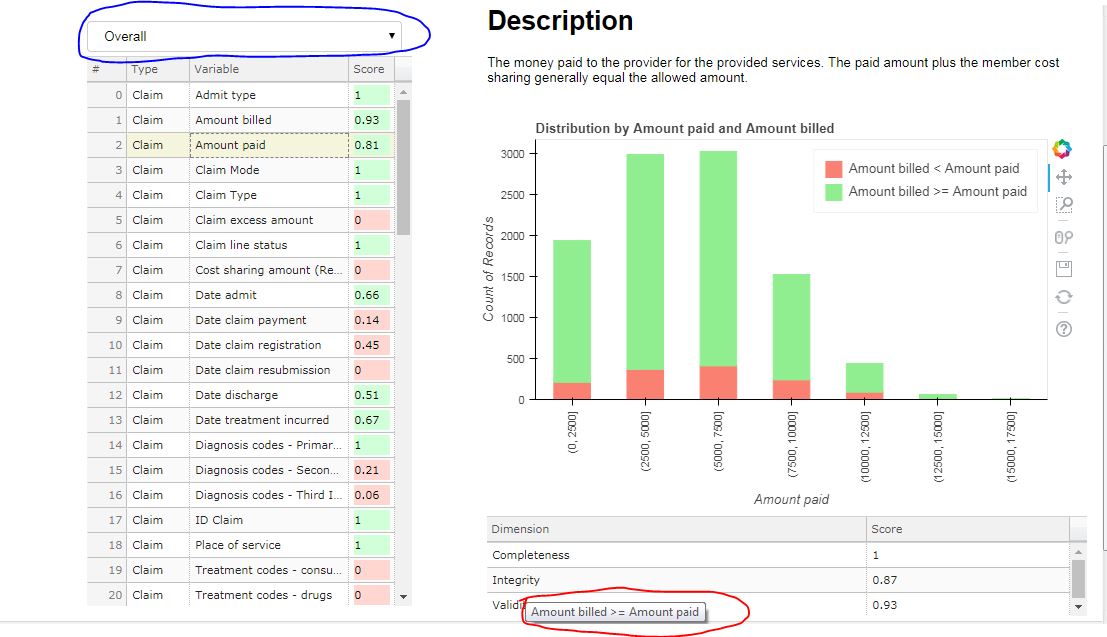 Overall
# Type Variable Score
0 Claim Admit type 1
1 Claim Amount billed 0.93
2 Claim Amount paid 0.81
3 Claim Claim Mode 1
4 Claim Claim Type 1
5 Claim Claim excess amount 0
6 Claim Claim line status 1
7 Claim Cost sharing amount (Re... 0
8 Claim Date admit 0.66
9 Claim Date claim payment 0.14
10 Claim Date claim registration 0.45
11 Claim Date claim resubmission 0
12 Claim Date discharge 0.51
13 Claim Date treatment incurred 0.67
14 Claim Diagnosis codes - Primar... 1
15 Claim Diagnosis codes - Secon... 0.21
16 Claim Diagnosis codes - Third I... 0.06
17 Claim ID Claim 1
18 Claim Place of service 1
19 Claim Treatment codes - consu... 0
20 Claim Treatment codes - drugs 0
Description
The money paid to the provider for the provided services. The paid amount plus the member cost
sharing generally equal the allowed amount.
Distribution by Amount paid and Amount billed
Amount billed < Amount paid
Amount billed >= Amount paid
Count of Records
3000
2500
2000
1500
1000
500
0
(0, 2500]
(2500, 5000]
(5000, 7500]
(7500, 10000]
(10000, 12500]
(12500, 15000]
(15000, 17500]
Amount paid
Dimension Score
Completeness 1
Integrity 0.87
Validi 0.93
Amount billed >= Amount paid